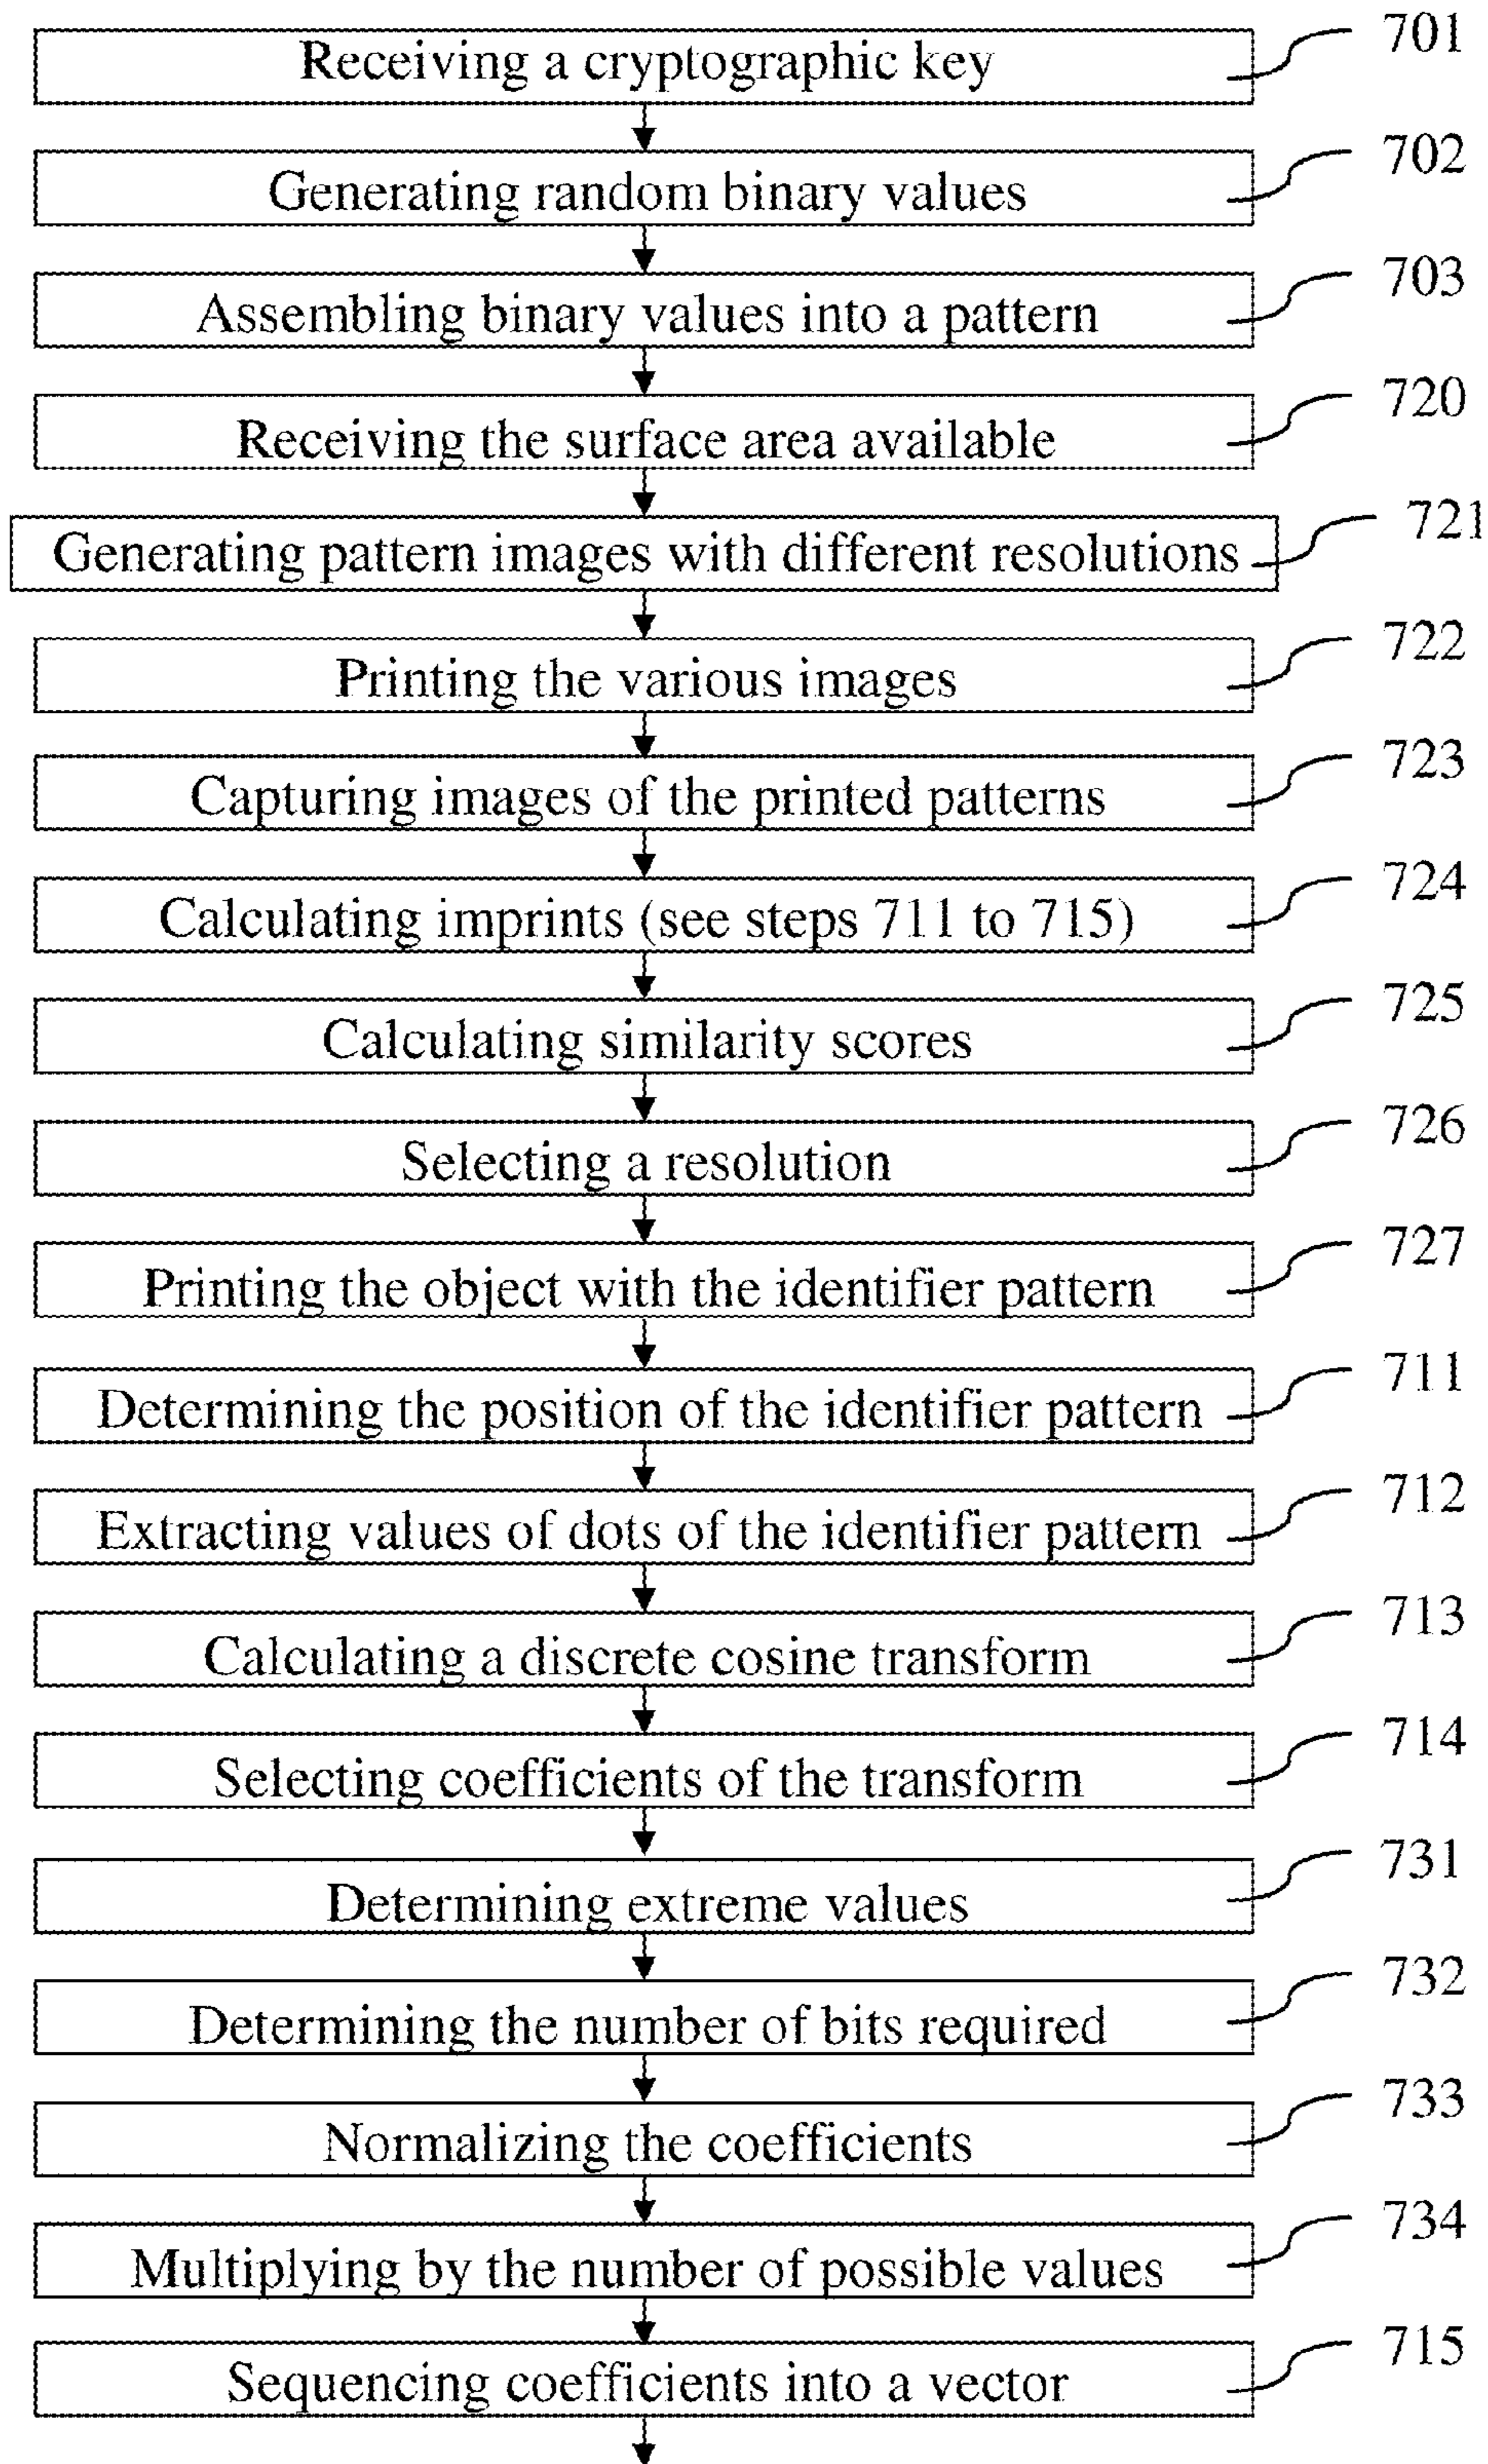 Receiving a cryptographic key 701
Generating random binary values 702
Assembling binary values into a pattern 703
Receiving the surface area available 720
Generating pattern images with different resolutions 721
Printing the various images 722
Capturing images of the printed patterns 723
Calculating imprints (see steps 711 to 715) 724
Calculating similarity scores 725
Selecting a resolution 726
Printing the object with the identifier pattern 727
Determining the position of the identifier pattern 711
Extracting values of dots of the identifier pattern 712
Calculating a discrete cosine transform 713
Selecting coefficients of the transform 714
Determining extreme values 731
Determining the number of bits required 732
Normalizing the coefficients 733
Multiplying by the number of possible values 734
Sequencing coefficients into a vector 715